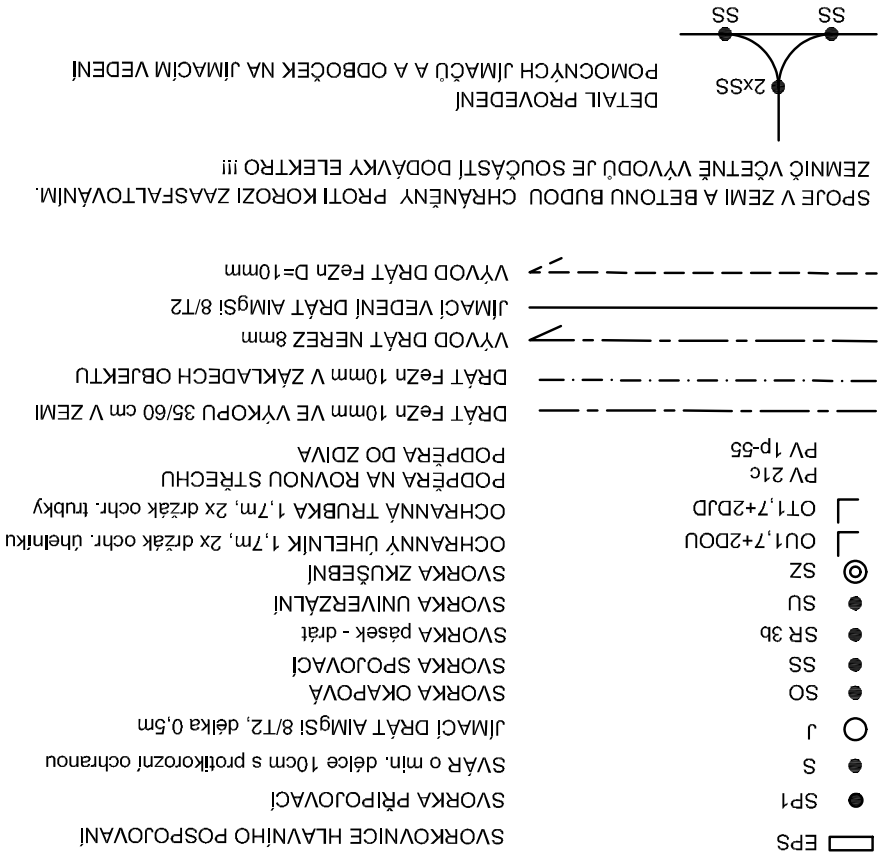 EPS SVORKOVNICE HLAVNÍHO POSPOJOVANÍ
SP1 SVORKA PŘIPOJOVACÍ
S SVÁR o min. délce 10cm s protikorozní ochranou
J JÍMACÍ DRÁT AlMgSi 8/T2, délka 0,5m
SO SVORKA OKAPOVÁ
SS SVORKA SPOJOVACÍ
SR 3b SVORKA pásek - drát
SU SVORKA UNIVERZÁLNÍ
SZ SVORKA ZKUŠEBNÍ
OU1,7+2DOU OCHRANNÝ ÚHELNÍK 1,7m, 2x držák ochr. úhelníku
OT1,7+2DJD OCHRANNÁ TRUBKA 1,7m, 2x držák ochr. trubky
PV 21c PODPĚRA NA ROVNOU STŘECHU
PV 1p-55 PODPĚRA DO ZDIVA
DRÁT FeZn 10mm VE VÝKOPU 35/60 cm V ZEMI
DRÁT FeZn 10mm V ZÁKLADECH OBJEKTU
VÝVOD DRÁT NEREZ 8mm
JÍMACÍ VEDENÍ DRÁT AlMgSi 8/T2
VÝVOD DRÁT FeZn D=10mm
SPOJE V ZEMI A BETONU BUDOU CHRÁNĚNY PROTI KOROZI ZAASFALTOVÁNÍM.
ZEMNIČ VČETNĚ VÝVODŮ JE SOUČÁSTÍ DODÁVKY ELEKTRO !!!
2xSS DETAIL PROVEDENÍ
POMOCNÝCH JÍMAČŮ A A ODBOČEK NA JÍMACÍM VEDENÍ
SS SS